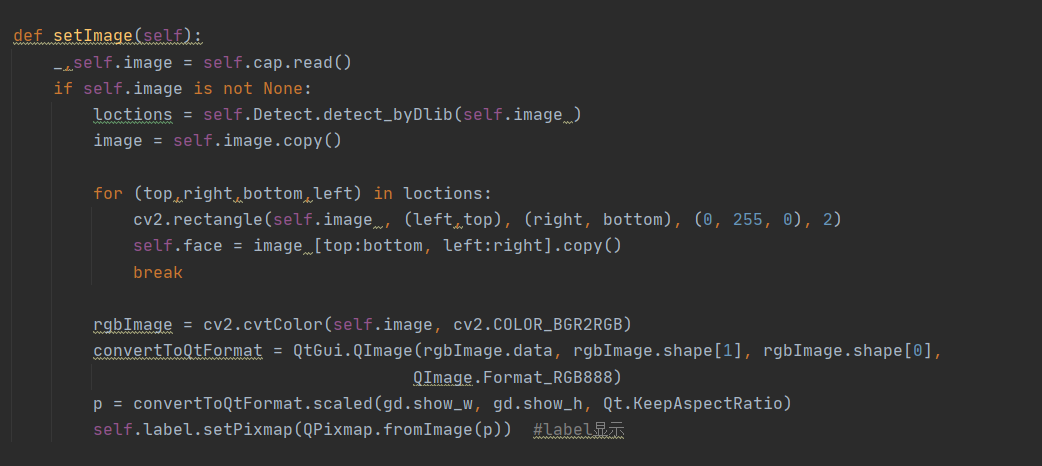 def setImage(self):
    _,self.image = self.cap.read()
    if self.image is not None:
        loctions = self.Detect.detect_byDlib(self.image )
        image = self.image.copy()

        for (top,right,bottom,left) in loctions:
            cv2.rectangle(self.image , (left,top), (right, bottom), (0, 255, 0), 2)
            self.face = image [top:bottom, left:right].copy()
            break

        rgbImage = cv2.cvtColor(self.image, cv2.COLOR_BGR2RGB)
        convertToQtFormat = QtGui.QImage(rgbImage.data, rgbImage.shape[1], rgbImage.shape[0],
                                        QImage.Format_RGB888)
        p = convertToQtFormat.scaled(gd.show_w, gd.show_h, Qt.KeepAspectRatio)
        self.label.setPixmap(QPixmap.fromImage(p))  #label显示